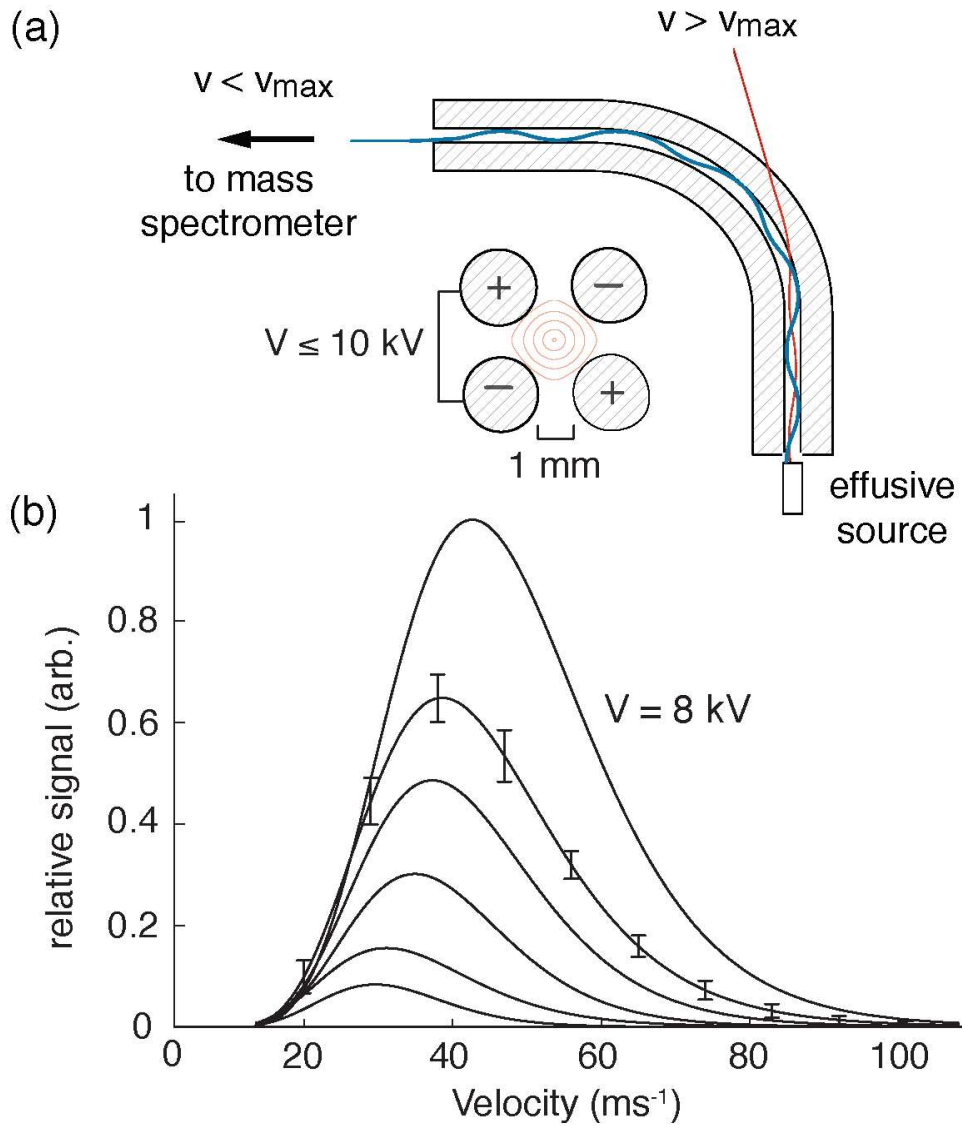 (a)
v > vmax
v < vmax
to mass
spectrometer
+
−
V ≤ 10 kV
−
+
1 mm
effusive
source
(b)
1
0.8
0.6
0.4
0.2
0
relative signal (arb.)
V = 8 kV
0 20 40 60 80 100
Velocity (ms⁻¹)